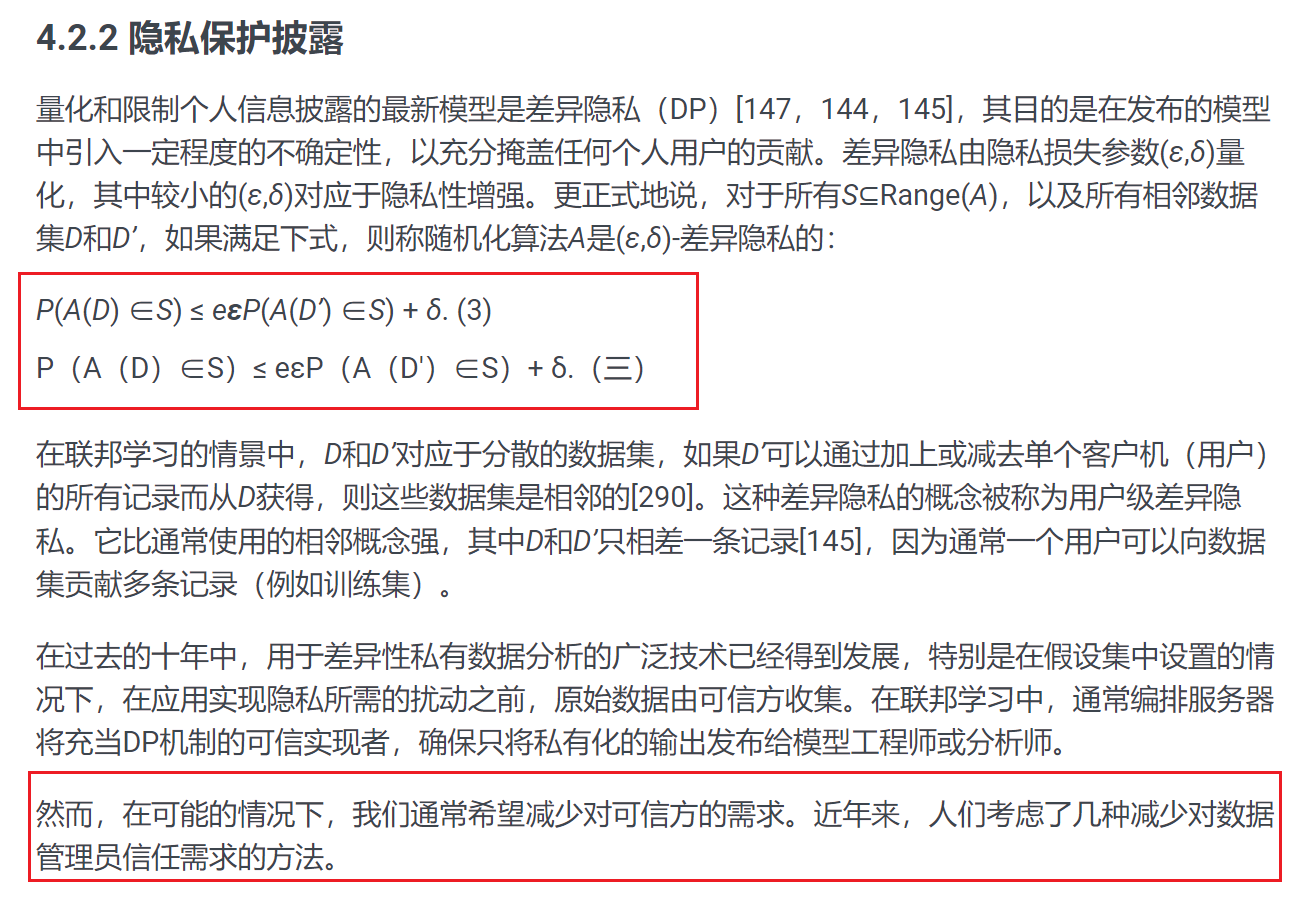 4.2.2 隐私保护披露
量化和限制个人信息披露的最新模型是差异隐私（DP）[147，144，145]，其目的是在发布的模型
中引入一定程度的不确定性，以充分掩盖任何个人用户的贡献。差异隐私由隐私损失参数(ε,δ)量
化，其中较小的(ε,δ)对应于隐私性增强。更正式地说，对于所有S⊆Range(A)，以及所有相邻数据
集D和D’，如果满足下式，则称随机化算法A是(ε,δ)-差异隐私的：
P(A(D) ∈S) ≤ eεP(A(D’) ∈S) + δ. (3)
P（A（D）∈S）≤ eεP（A（D'）∈S）+ δ.（三）
在联邦学习的情景中，D和D’对应于分散的数据集，如果D’可以通过加上或减去单个客户机（用户）
的所有记录而从D获得，则这些数据集是相邻的[290]。这种差异隐私的概念被称为用户级差异隐
私。它比通常使用的相邻概念强，其中D和D’只相差一条记录[145]，因为通常一个用户可以向数据
集贡献多条记录（例如训练集）。
在过去的十年中，用于差异性私有数据分析的广泛技术已经得到发展，特别是在假设集中设置的情
况下，在应用实现隐私所需的扰动之前，原始数据由可信方收集。在联邦学习中，通常编排服务器
将充当DP机制的可信实现者，确保只将私有化的输出发布给模型工程师或分析师。
然而，在可能的情况下，我们通常希望减少对可信方的需求。近年来，人们考虑了几种减少对数据
管理员信任需求的方法。